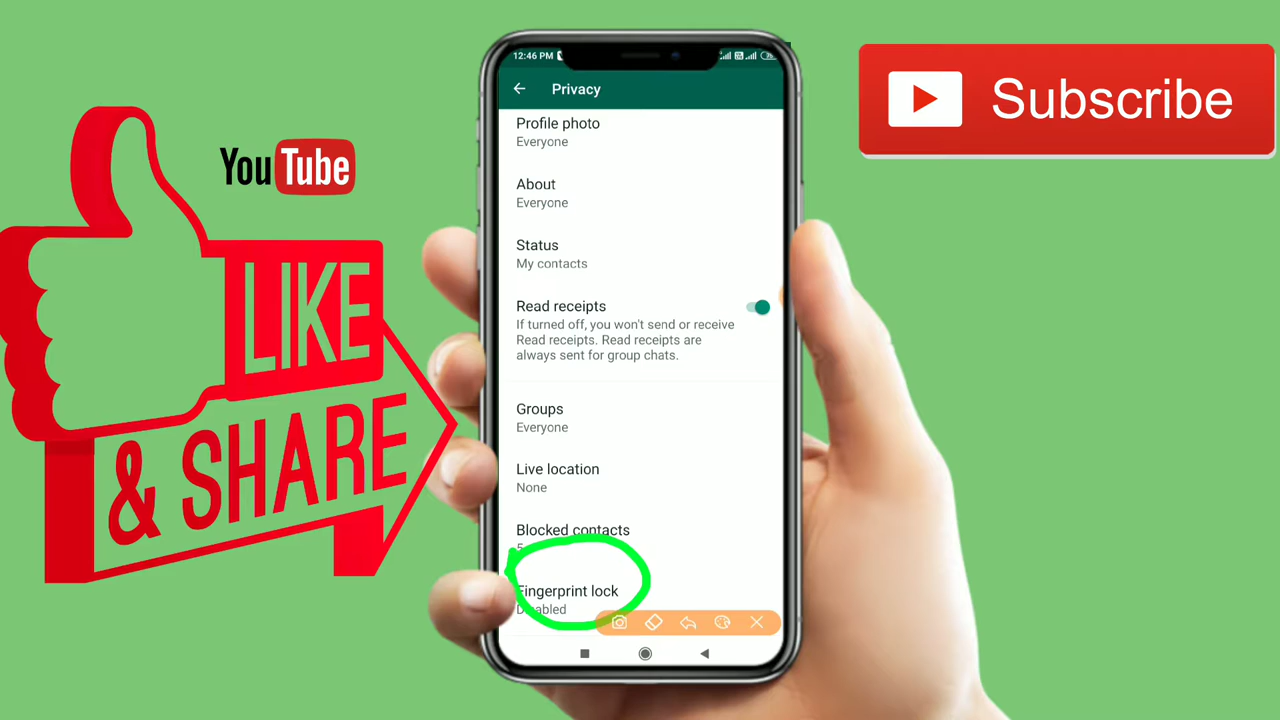 YouTube
LIKE
& SHARE
Subscribe
12:46 PM
Privacy
Profile photo
Everyone
About
Everyone
Status
My contacts
Read receipts
If turned off, you won't send or receive
Read receipts. Read receipts are
always sent for group chats.
Groups
Everyone
Live location
None
Blocked contacts
5
Fingerprint lock
Disabled